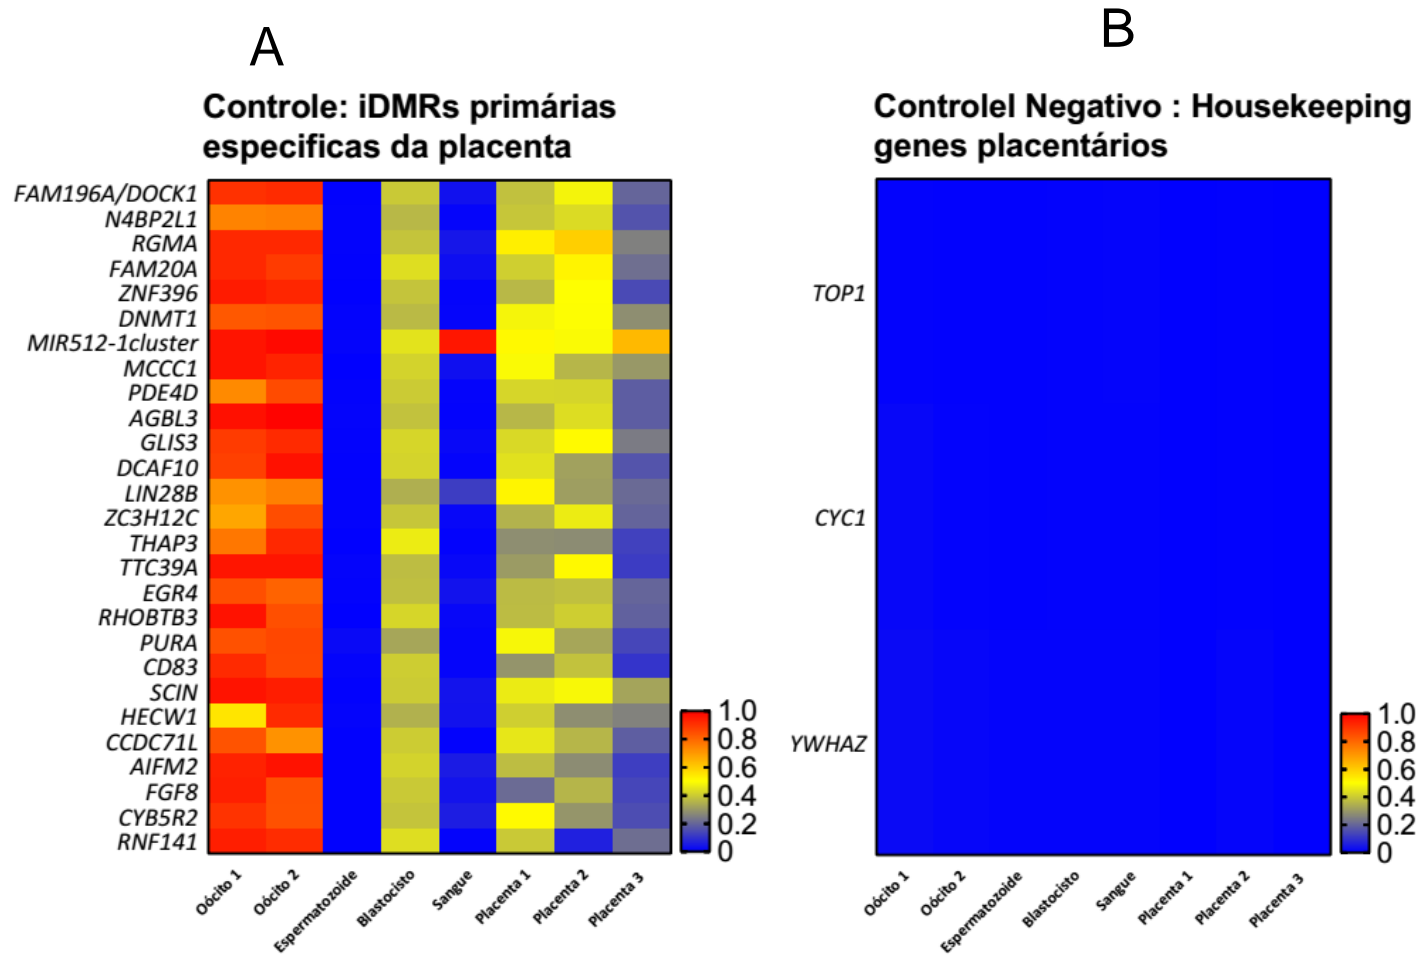 A
Controle: iDMRs primárias
especificas da placenta
FAM196A/DOCK1
N4BP2L1
RGMA
FAM20A
ZNF396
DNMT1
MIR512-1cluster
MCCC1
PDE4D
AGBL3
GLIS3
DCAF10
LIN28B
ZC3H12C
THAP3
TTC39A
EGR4
RHOBTB3
PURA
CD83
SCIN
HECW1
CCDC71L
AIFM2
FGF8
CYB5R2
RNF141
1.0
0.8
0.6
0.4
0.2
0
Oócito 1
Oócito 2
Espermatozoide
Blastocisto
Sangue
Placenta 1
Placenta 2
Placenta 3
B
Controlel Negativo : Housekeeping
genes placentários
TOP1
CYC1
YWHAZ
1.0
0.8
0.6
0.4
0.2
0
Oócito 1
Oócito 2
Espermatozoide
Blastocisto
Sangue
Placenta 1
Placenta 2
Placenta 3